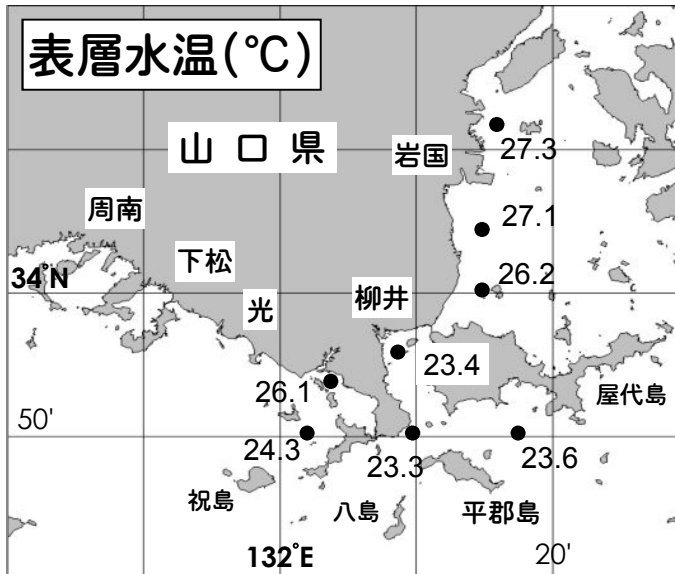 表層水温(℃)
山口県
岩国
27.3
周南
27.1
下松
34°N
26.2
光
柳井
23.4
26.1
屋代島
50'
24.3
23.3
23.6
祝島
八島
平郡島
132°E
20'